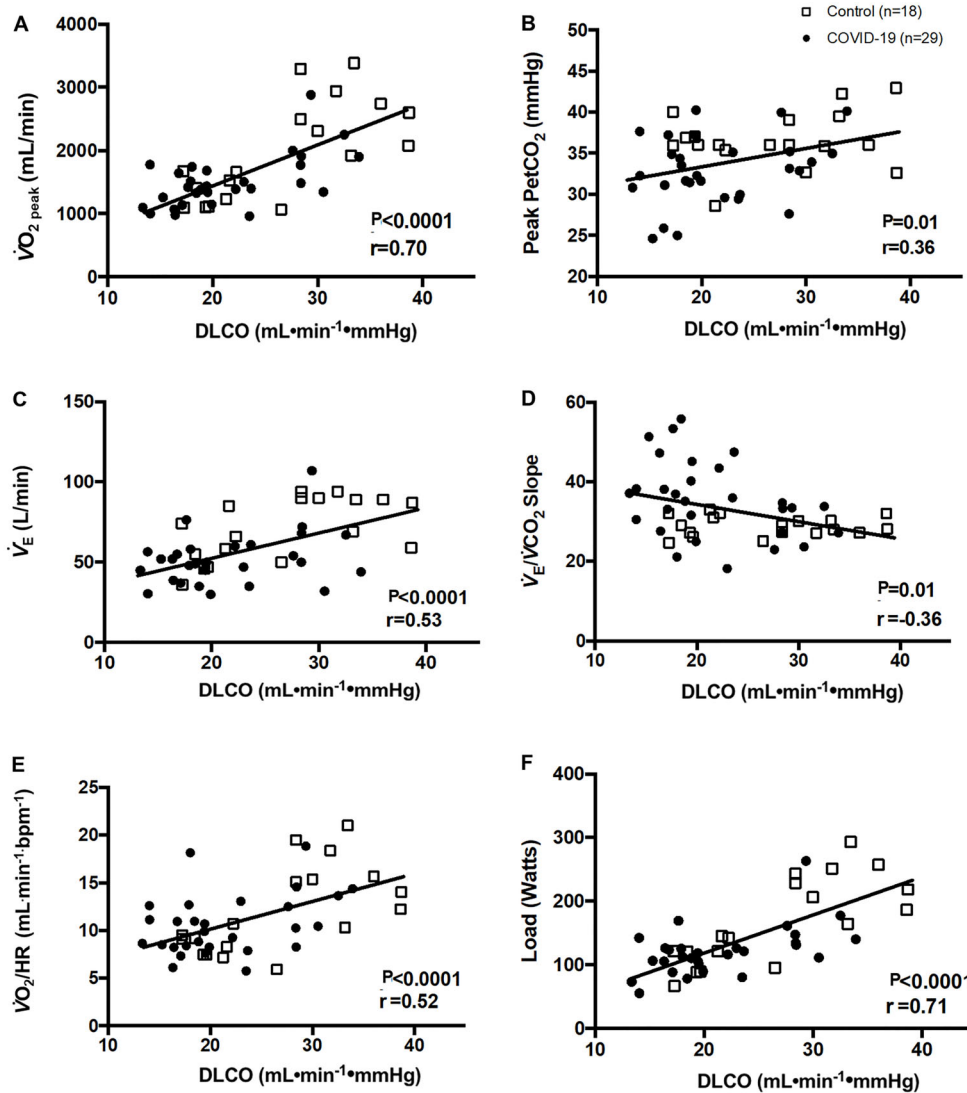 A
4000
3000
2000
1000
0
10 20 30 40
V̇O₂ peak (mL/min)
DLCO (mL•min⁻¹•mmHg)
P<0.0001
r=0.70
Control (n=18)
COVID-19 (n=29)
B
50
45
40
35
30
25
20
10 20 30 40
Peak PetCO₂ (mmHg)
DLCO (mL•min⁻¹•mmHg)
P=0.01
r=0.36
C
150
100
50
0
10 20 30 40
V̇E (L/min)
DLCO (mL•min⁻¹•mmHg)
P<0.0001
r=0.53
D
60
40
20
0
10 20 30 40
V̇E/V̇CO₂ Slope
DLCO (mL•min⁻¹•mmHg)
P=0.01
r=-0.36
E
25
20
15
10
5
0
10 20 30 40
V̇O₂/HR (mL·min⁻¹·bpm⁻¹)
DLCO (mL•min⁻¹•mmHg)
P<0.0001
r=0.52
F
400
300
200
100
0
10 20 30 40
Load (Watts)
DLCO (mL•min⁻¹•mmHg)
P<0.0001
r=0.71